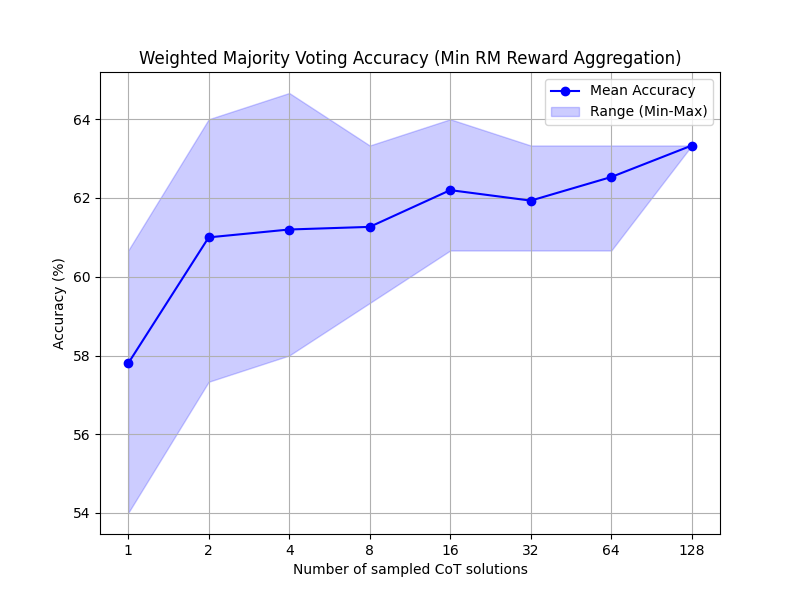 Weighted Majority Voting Accuracy (Min RM Reward Aggregation)
Mean Accuracy
Range (Min-Max)
Accuracy (%)
64
62
60
58
56
54
1 2 4 8 16 32 64 128
Number of sampled CoT solutions